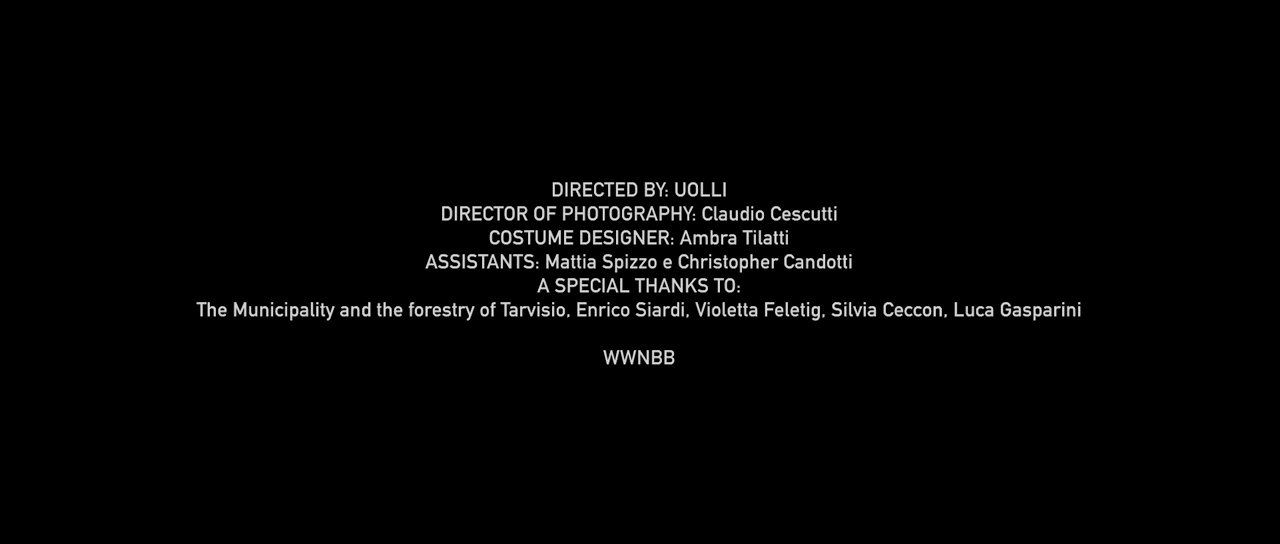 DIRECTED BY: UOLLI
DIRECTOR OF PHOTOGRAPHY: Claudio Cescutti
COSTUME DESIGNER: Ambra Tilatti
ASSISTANTS: Mattia Spizzo e Christopher Candotti
A SPECIAL THANKS TO:
The Municipality and the forestry of Tarvisio, Enrico Siardi, Violetta Feletig, Silvia Ceccon, Luca Gasparini
WWNBB